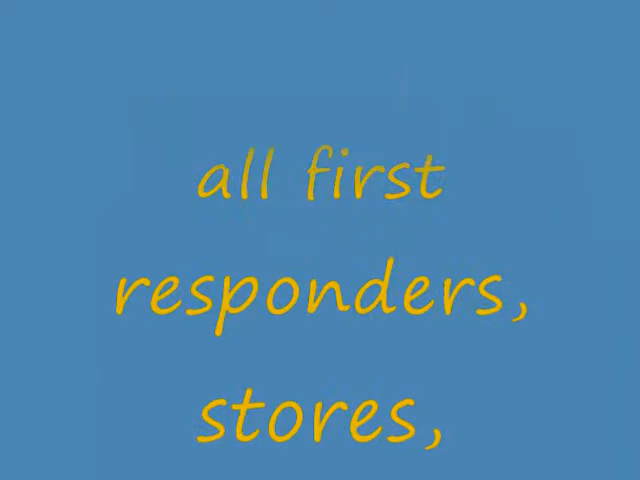 all first
responders,
stores,